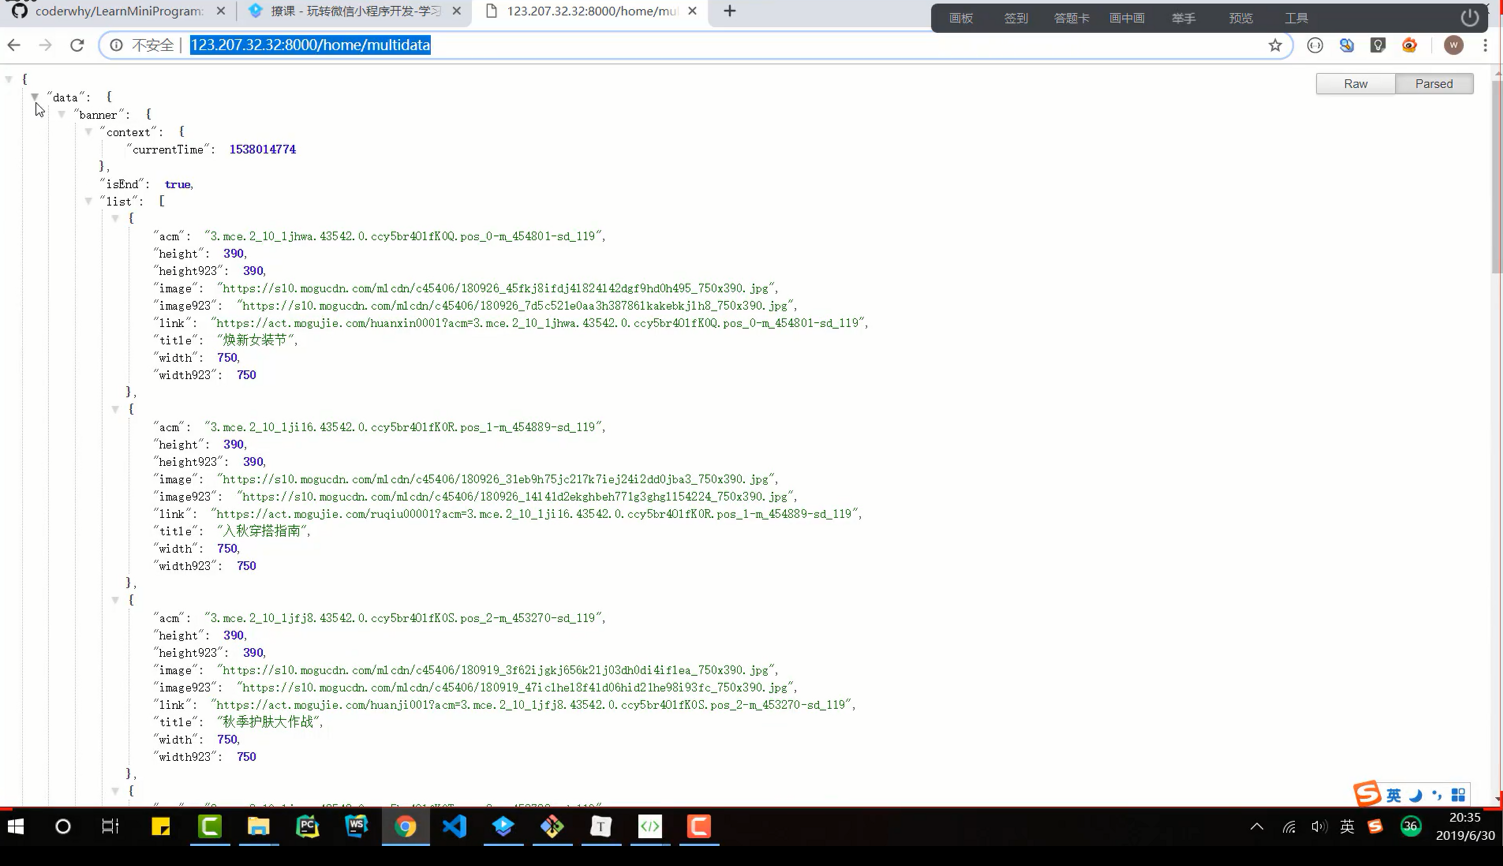 coderwhy/LearnMiniProgram:
撩课 - 玩转微信小程序开发-学习
123.207.32.32:8000/home/mul
画板 签到 答题卡 画中画 举手 预览 工具
不安全 | 123.207.32.32:8000/home/multidata
W
Raw Parsed
{
"data": {
"banner": {
"context": {
"currentTime": 1538014774
},
"isEnd": true,
"list": [
{
"acm": "3.mce.2_10_1jhwa.43542.0.ccy5br4OlfK0Q.pos_0-m_454801-sd_119",
"height": 390,
"height923": 390,
"image": "https://s10.mogucdn.com/mlcdn/c45406/180926_45fkj8ifdj4l824l42dgf9hd0h495_750x390.jpg",
"image923": "https://s10.mogucdn.com/mlcdn/c45406/180926_7d5c521e0aa3h38786lkakebkjlh8_750x390.jpg",
"link": "https://act.mogujie.com/huanxin0001?acm=3.mce.2_10_1jhwa.43542.0.ccy5br4OlfK0Q.pos_0-m_454801-sd_119",
"title": "焕新女装节",
"width": 750,
"width923": 750
},
{
"acm": "3.mce.2_10_1ji16.43542.0.ccy5br4OlfK0R.pos_1-m_454889-sd_119",
"height": 390,
"height923": 390,
"image": "https://s10.mogucdn.com/mlcdn/c45406/180926_31eb9h75jc217k7iej24i2dd0jba3_750x390.jpg",
"image923": "https://s10.mogucdn.com/mlcdn/c45406/180926_14l41d2ekghbeh771g3ghgll54224_750x390.jpg",
"link": "https://act.mogujie.com/ruqiu00001?acm=3.mce.2_10_1ji16.43542.0.ccy5br4OlfK0R.pos_1-m_454889-sd_119",
"title": "入秋穿搭指南",
"width": 750,
"width923": 750
},
{
"acm": "3.mce.2_10_1jfj8.43542.0.ccy5br4OlfK0S.pos_2-m_453270-sd_119",
"height": 390,
"height923": 390,
"image": "https://s10.mogucdn.com/mlcdn/c45406/180919_3f62ijgkj656k2lj03dh0di4iflea_750x390.jpg",
"image923": "https://s10.mogucdn.com/mlcdn/c45406/180919_47iclhel8f4ld06hid21he98i93fc_750x390.jpg",
"link": "https://act.mogujie.com/huanji001?acm=3.mce.2_10_1jfj8.43542.0.ccy5br4OlfK0S.pos_2-m_453270-sd_119",
"title": "秋季护肤大作战",
"width": 750,
"width923": 750
},
{
英
PC WS T 英 36
20:35
2019/6/30